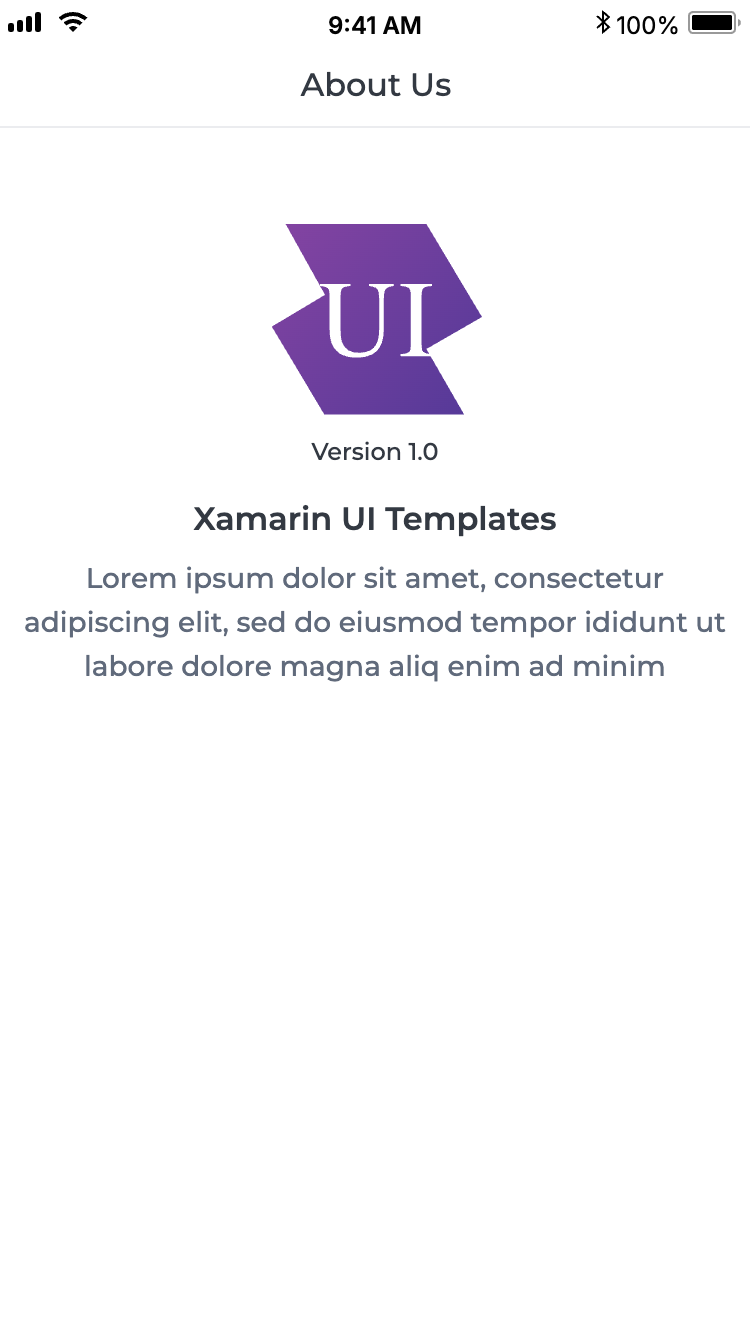 9:41 AM 100%
About Us
UI
Version 1.0
Xamarin UI Templates
Lorem ipsum dolor sit amet, consectetur
adipiscing elit, sed do eiusmod tempor ididunt ut
labore dolore magna aliq enim ad minim